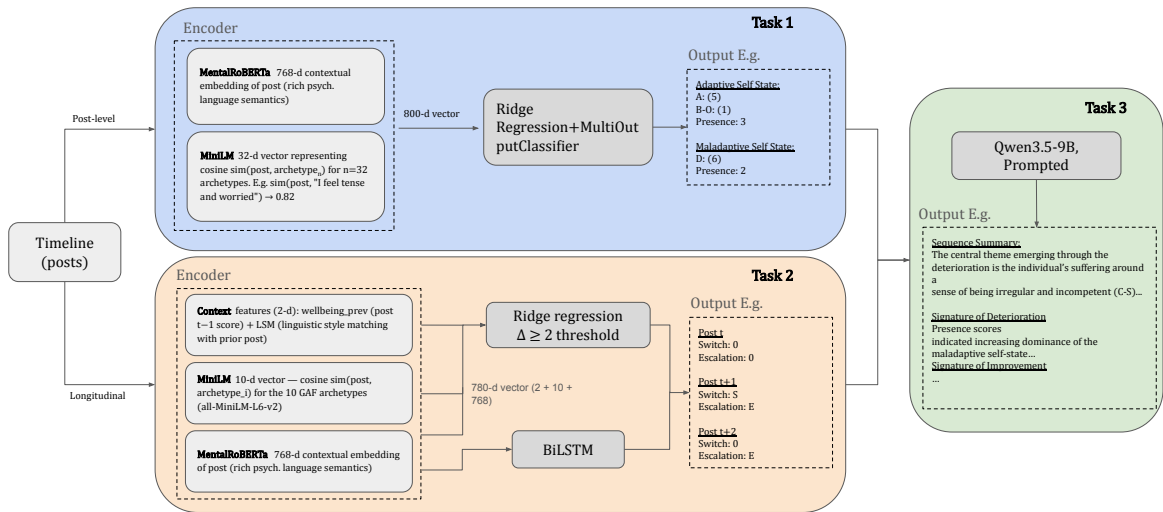 Task 1
Encoder
MentalRoBERTa 768-d contextual
embedding of post (rich psych.
language semantics)
MiniLM 32-d vector representing
cosine sim(post, archetype_n) for n=32
archetypes. E.g. sim(post, "I feel tense
and worried") → 0.82
800-d vector
Ridge
Regression+MultiOut
putClassifier
Output E.g.
Adaptive Self State:
A: (5)
B-O: (1)
Presence: 3
Maladaptive Self State:
D: (6)
Presence: 2
Post-level
Timeline
(posts)
Longitudinal
Task 2
Encoder
Context features (2-d): wellbeing_prev (post
t−1 score) + LSM (linguistic style matching
with prior post)
MiniLM 10-d vector — cosine sim(post,
archetype_i) for the 10 GAF archetypes
(all-MiniLM-L6-v2)
MentalRoBERTa 768-d contextual embedding
of post (rich psych. language semantics)
Ridge regression
Δ ≥ 2 threshold
780-d vector (2 + 10 +
768)
BiLSTM
Output E.g.
Post t
Switch: 0
Escalation: 0
Post t+1
Switch: S
Escalation: E
Post t+2
Switch: 0
Escalation: E
Task 3
Qwen3.5-9B,
Prompted
Output E.g.
Sequence Summary:
The central theme emerging through the
deterioration is the individual's suffering around
a
sense of being irregular and incompetent (C-S)...
Signature of Deterioration
Presence scores
indicated increasing dominance of the
maladaptive self-state...
Signature of Improvement
...